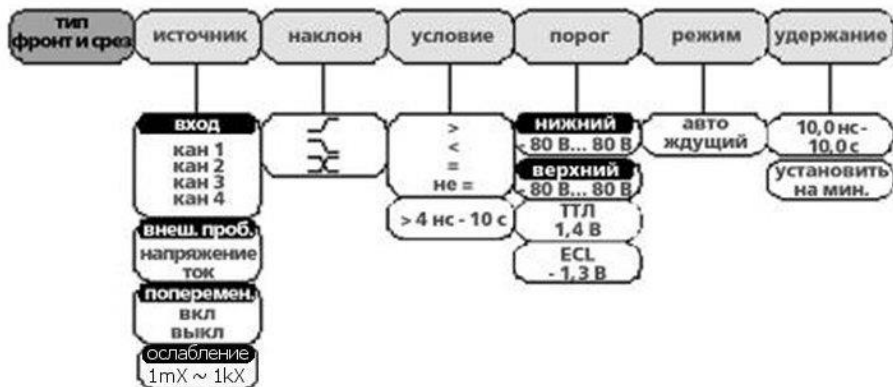 тип
фронт и срез
источник
наклон
условие
порог
режим
удержание
вход
кан 1
кан 2
кан 3
кан 4
внеш. проб.
напряжение
ток
поперемен.
вкл
выкл
ослабление
1mX ~ 1kX
>
<
=
не =
> 4 нс - 10 с
нижний
- 80 В... 80 В
верхний
- 80 В... 80 В
ТТЛ
1,4 В
ECL
- 1,3 В
авто
ждущий
10,0 нс-
10,0 с
установить
на мин.